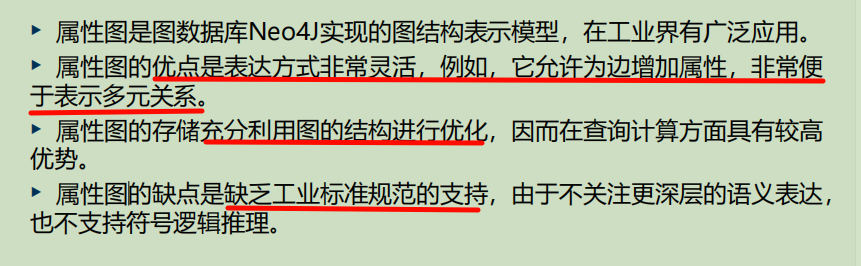 ▶ 属性图是图数据库Neo4J实现的图结构表示模型，在工业界有广泛应用。
▶ 属性图的优点是表达方式非常灵活，例如，它允许为边增加属性，非常便
于表示多元关系。
▶ 属性图的存储充分利用图的结构进行优化，因而在查询计算方面具有较高
优势。
▶ 属性图的缺点是缺乏工业标准规范的支持，由于不关注更深层的语义表达，
也不支持符号逻辑推理。